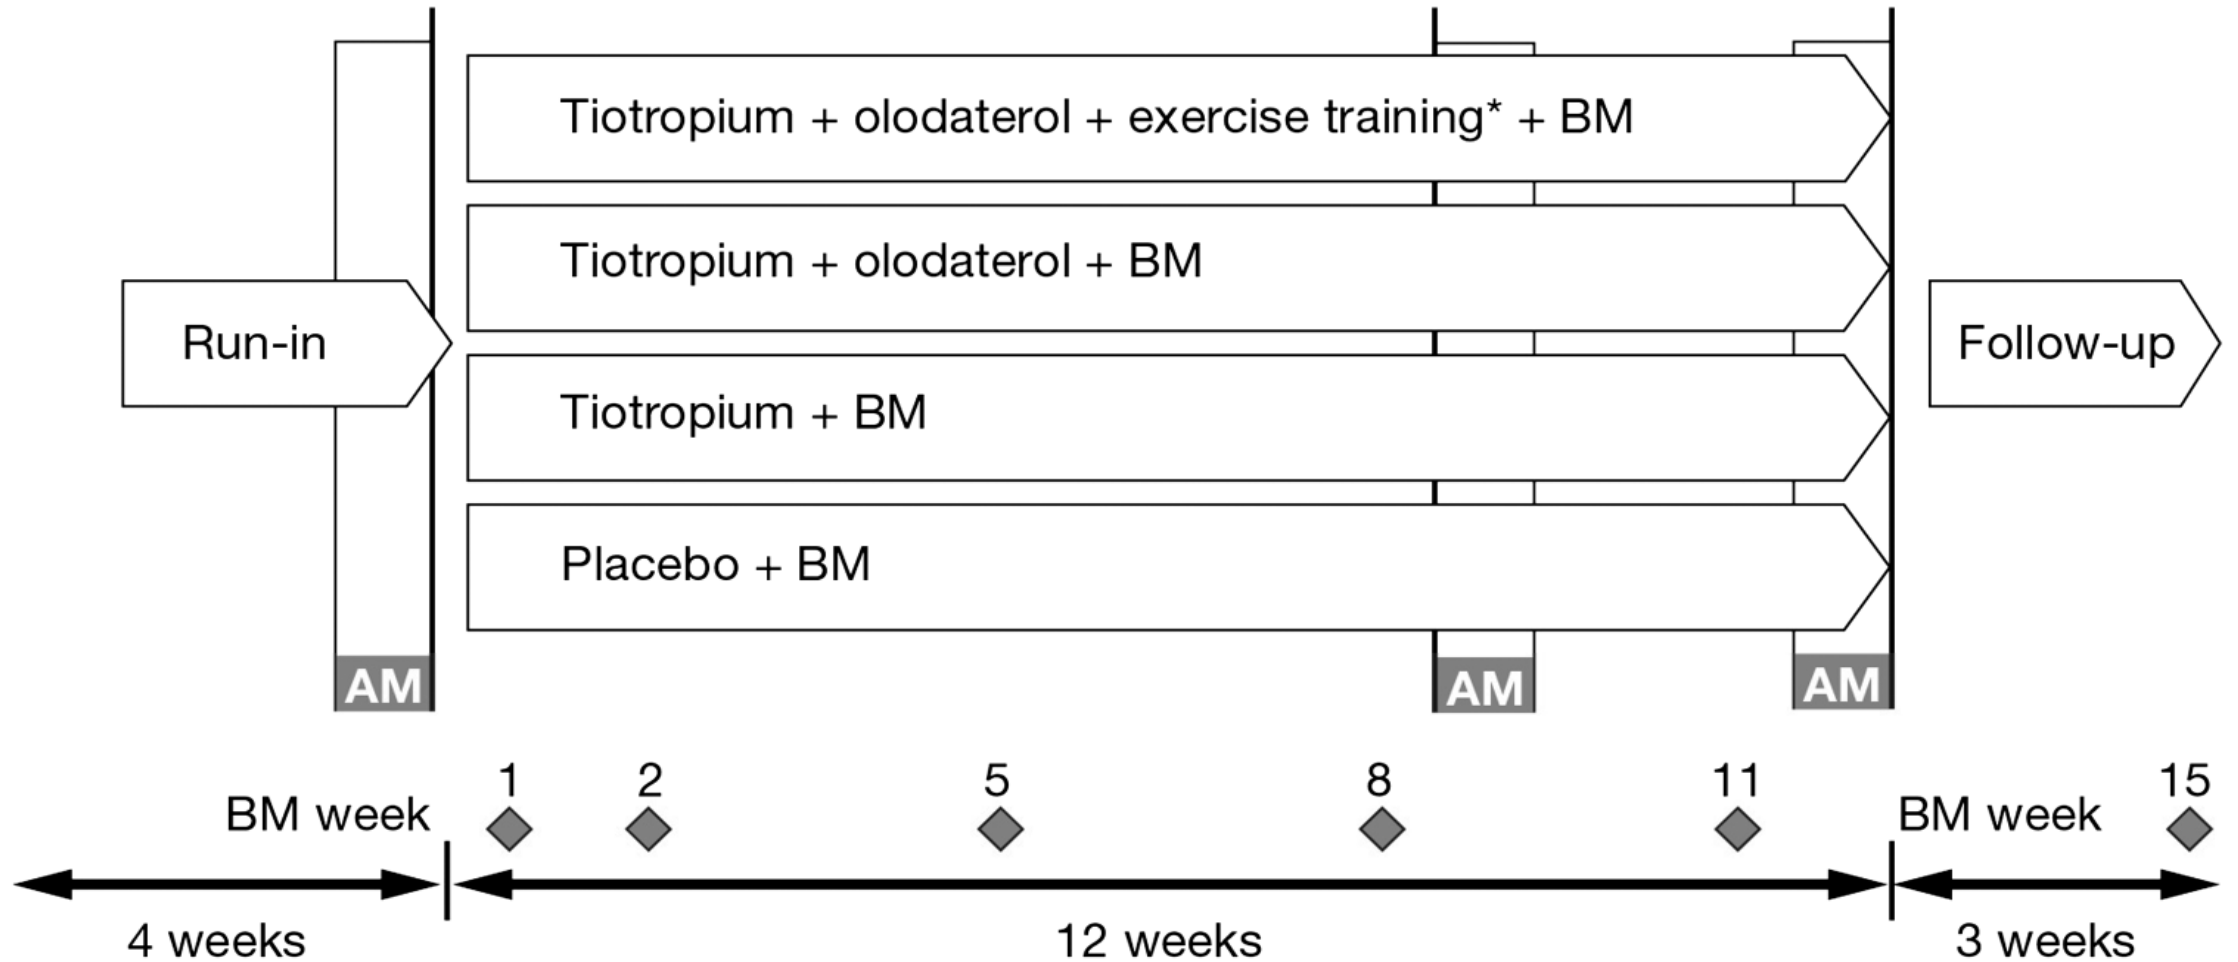 Tiotropium + olodaterol + exercise training* + BM
Tiotropium + olodaterol + BM
Run-in
Follow-up
Tiotropium + BM
Placebo + BM
AM AM AM
1 2 5 8 11 15
BM week BM week
4 weeks 12 weeks 3 weeks